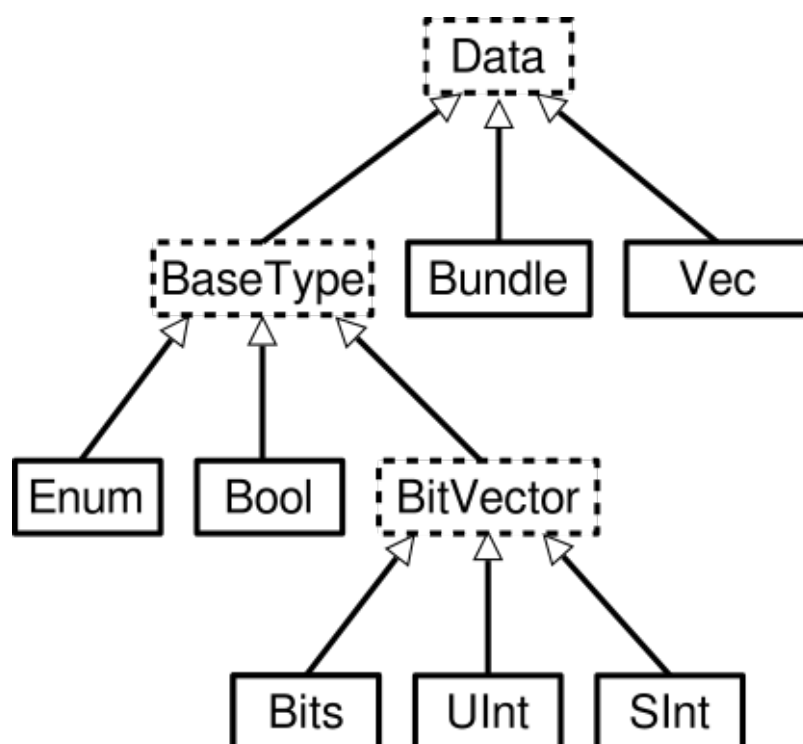 Data
BaseType
Bundle
Vec
Enum
Bool
BitVector
Bits
UInt
SInt